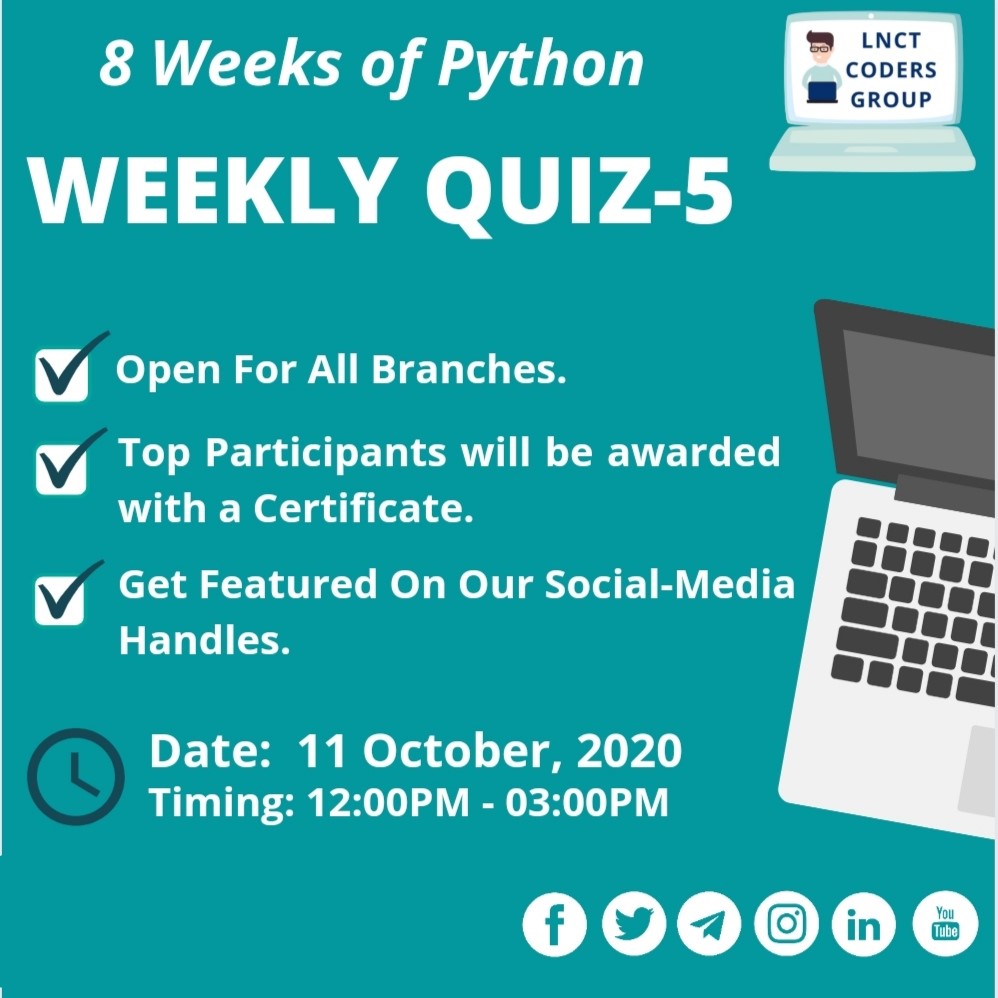 8 Weeks of Python
LNCT
CODERS
GROUP
WEEKLY QUIZ-5
Open For All Branches.
Top Participants will be awarded
with a Certificate.
Get Featured On Our Social-Media
Handles.
Date: 11 October, 2020
Timing: 12:00PM - 03:00PM
f
in
You
Tube